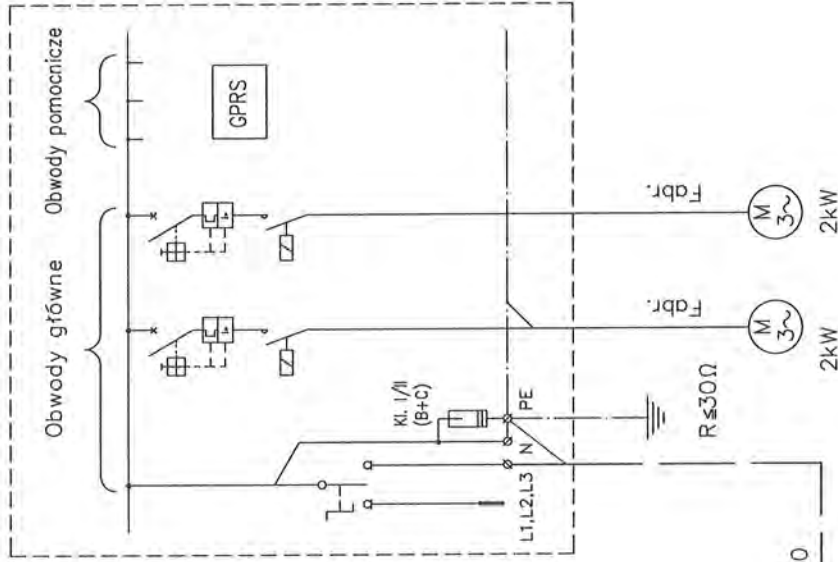 Obwody główne
Obwody pomocnicze
GPRS
Kl. I/II
(B+C)
L1,L2,L3
N
PE
R≤30Ω
Fabr.
Fabr.
M
3~
2kW
M
3~
2kW
0